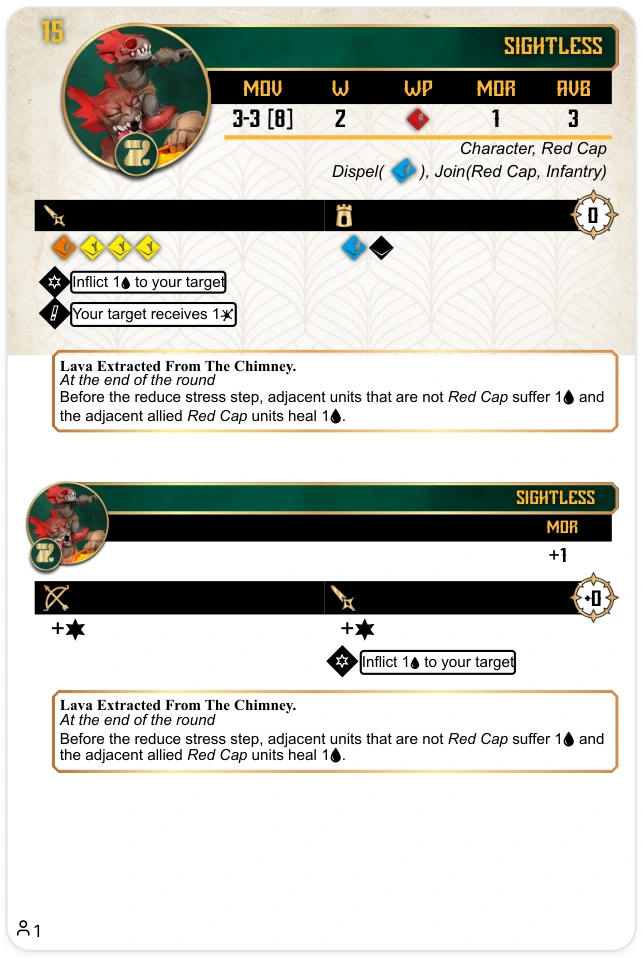 15
SIGHTLESS
MOV W WP MOR AVB
3-3 [8] 2 1 3
Character, Red Cap
Dispel( ), Join(Red Cap, Infantry)
0
Inflict 1 to your target
Your target receives 1
Lava Extracted From The Chimney.
At the end of the round
Before the reduce stress step, adjacent units that are not Red Cap suffer 1 and
the adjacent allied Red Cap units heal 1.
SIGHTLESS
MOR
+1
+0
+ +
Inflict 1 to your target
Lava Extracted From The Chimney.
At the end of the round
Before the reduce stress step, adjacent units that are not Red Cap suffer 1 and
the adjacent allied Red Cap units heal 1.
1